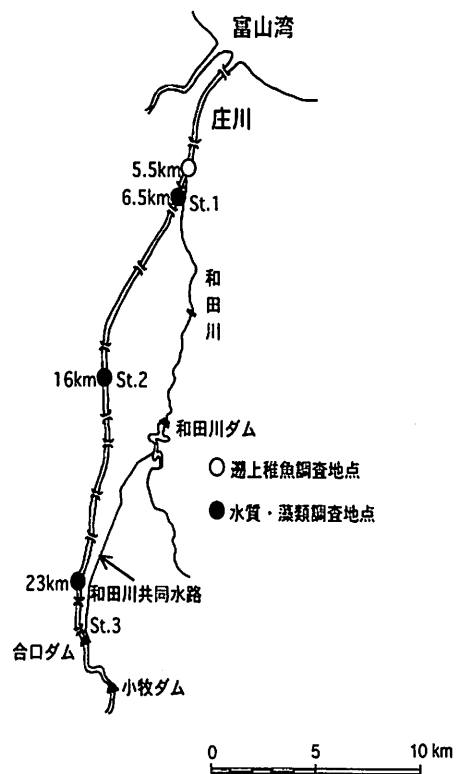 富山湾
庄川
5.5km
6.5km
St.1
和田川
16km
St.2
和田川ダム
遡上稚魚調査地点
水质・藻類調査地点
23km
和田川共同水路
St.3
合口ダム
小牧ダム
0 5 10 km